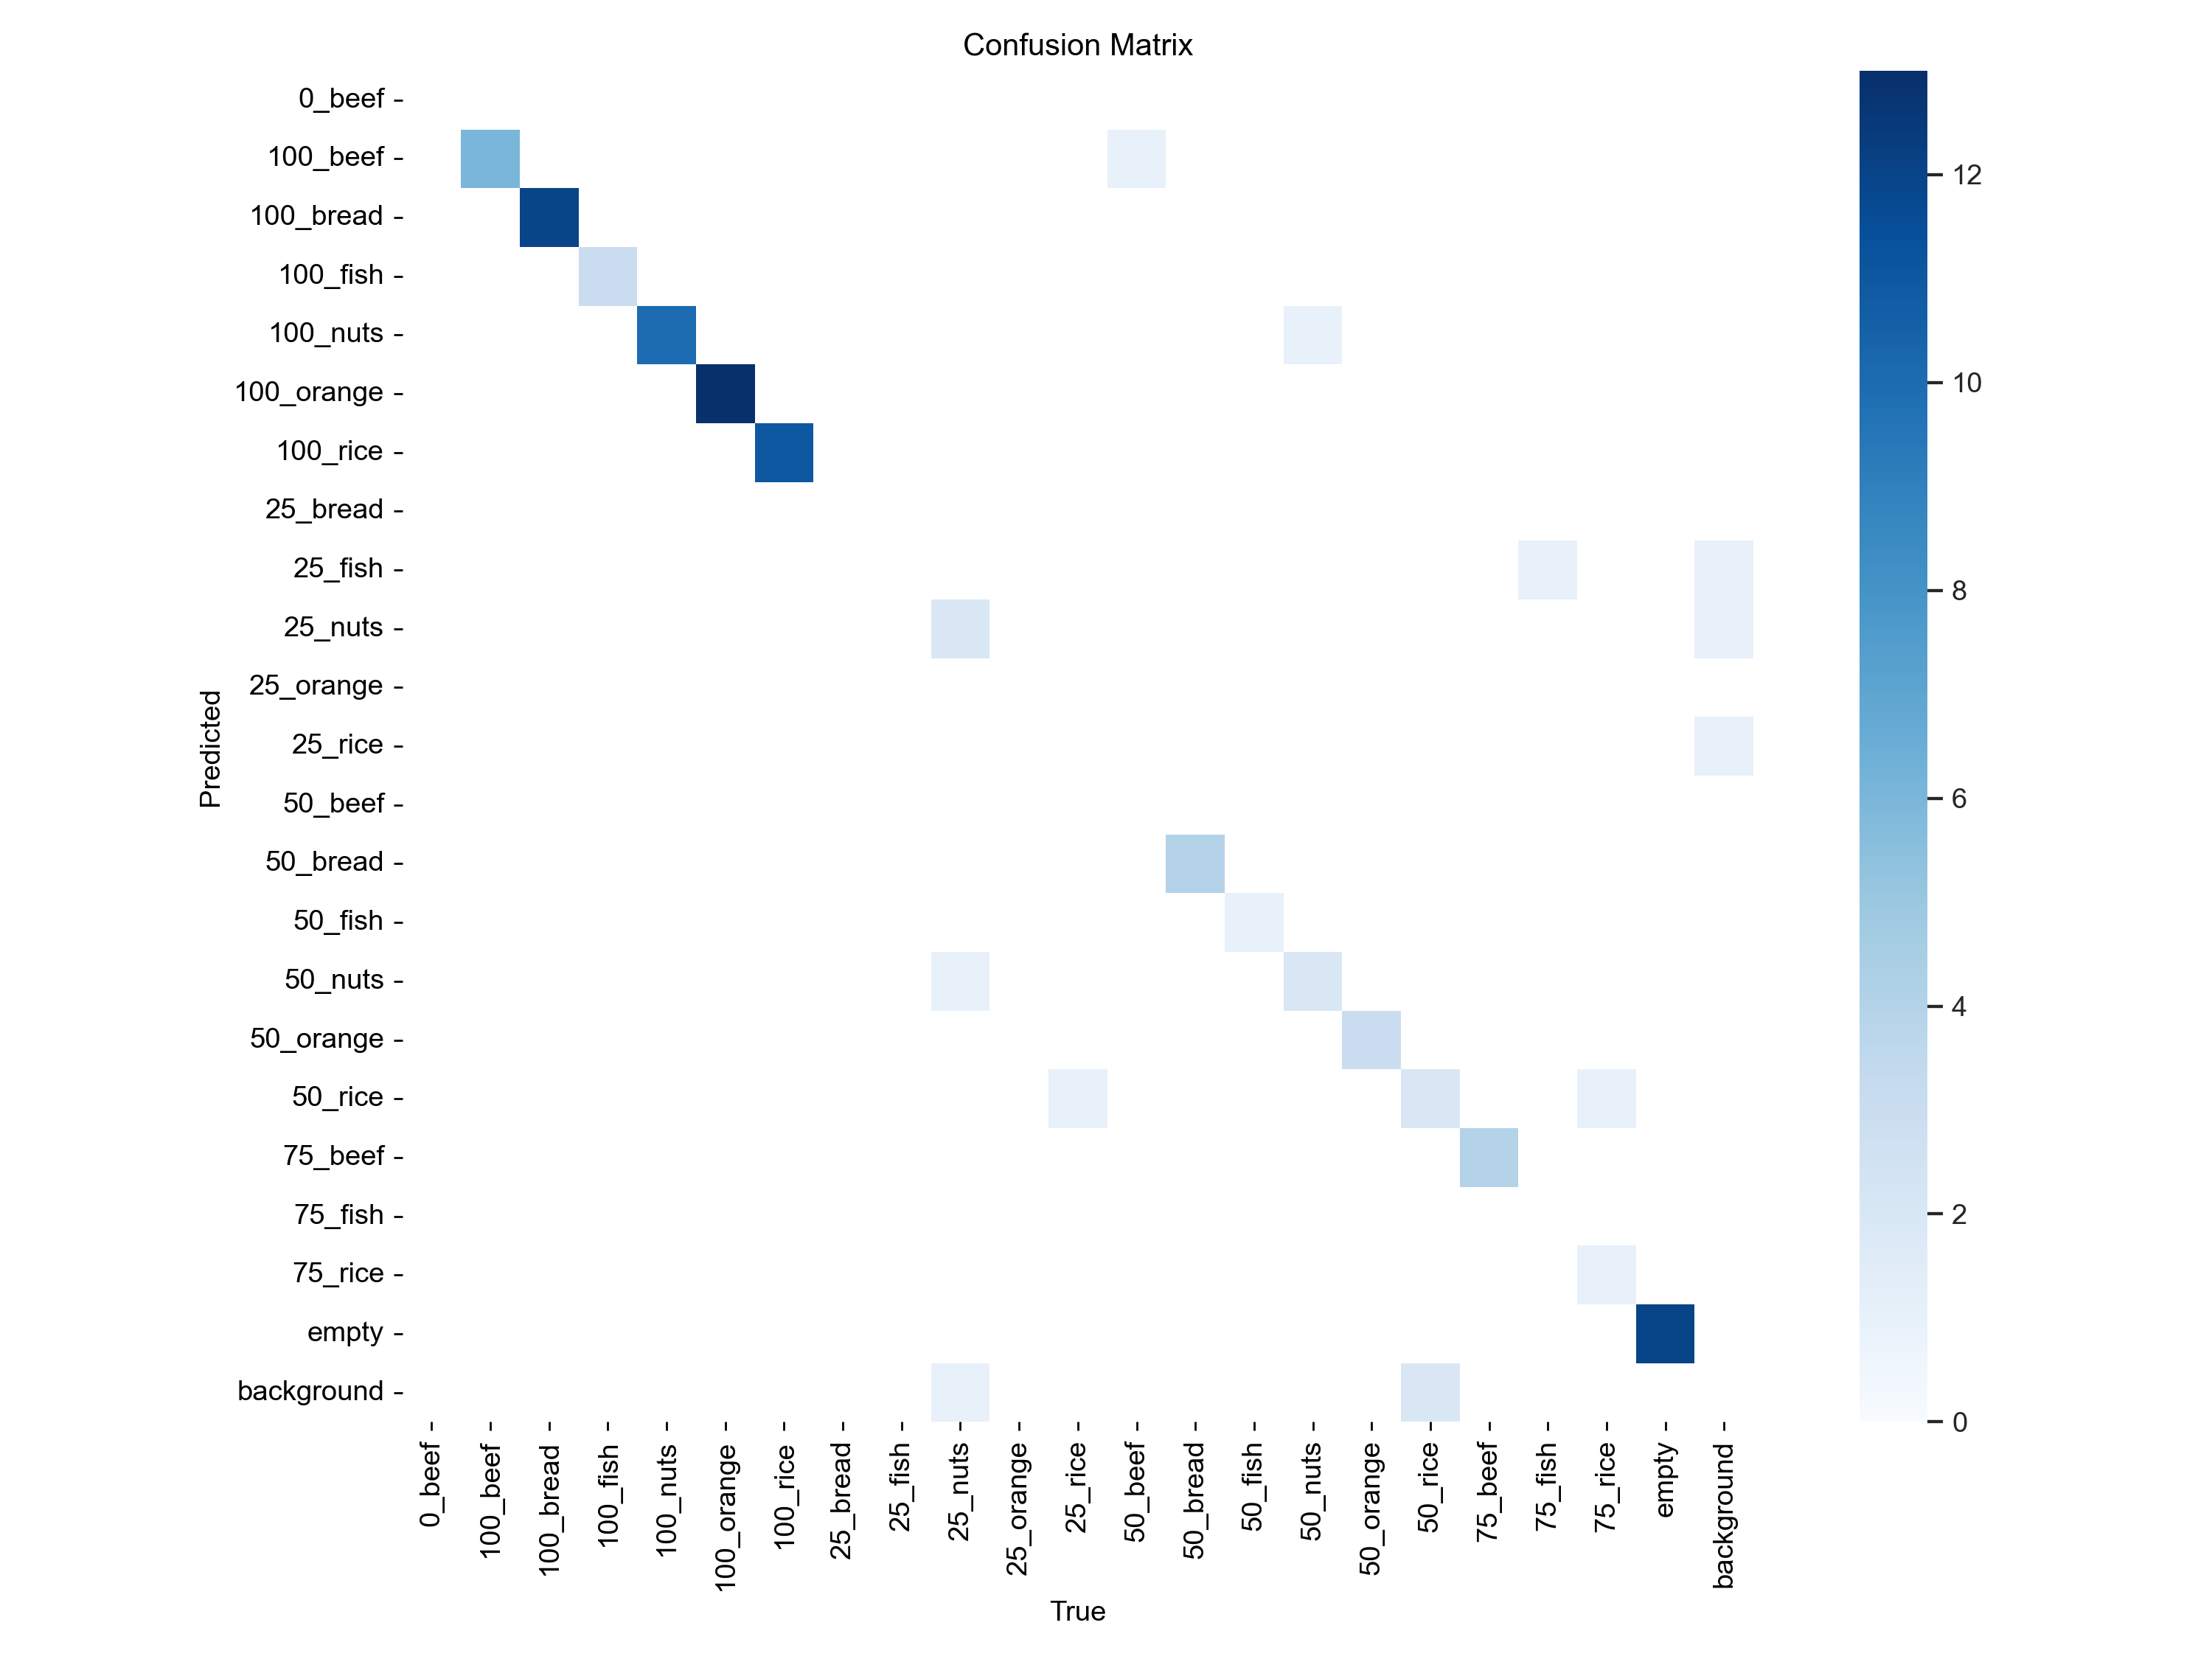 Confusion Matrix
0_beef
100_beef
100_bread
100_fish
100_nuts
100_orange
100_rice
25_bread
25_fish
25_nuts
25_orange
25_rice
50_beef
50_bread
50_fish
50_nuts
50_orange
50_rice
75_beef
75_fish
75_rice
empty
background
Predicted
0_beef
100_beef
100_bread
100_fish
100_nuts
100_orange
100_rice
25_bread
25_fish
25_nuts
25_orange
25_rice
50_beef
50_bread
50_fish
50_nuts
50_orange
50_rice
75_beef
75_fish
75_rice
empty
background
True
12
10
8
6
4
2
0